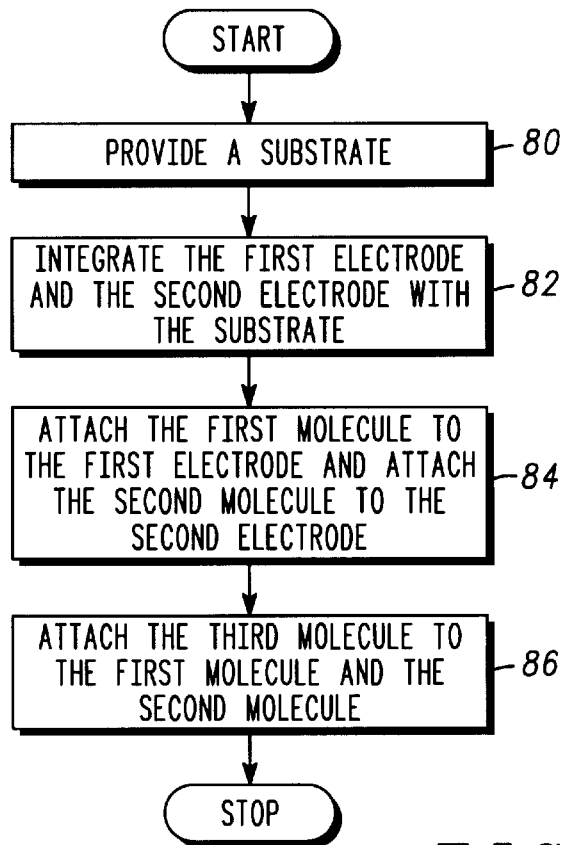 START
PROVIDE A SUBSTRATE
80
INTEGRATE THE FIRST ELECTRODE
AND THE SECOND ELECTRODE WITH
THE SUBSTRATE
82
ATTACH THE FIRST MOLECULE TO
THE FIRST ELECTRODE AND ATTACH
THE SECOND MOLECULE TO THE
SECOND ELECTRODE
84
ATTACH THE THIRD MOLECULE TO
THE FIRST MOLECULE AND THE
SECOND MOLECULE
86
STOP